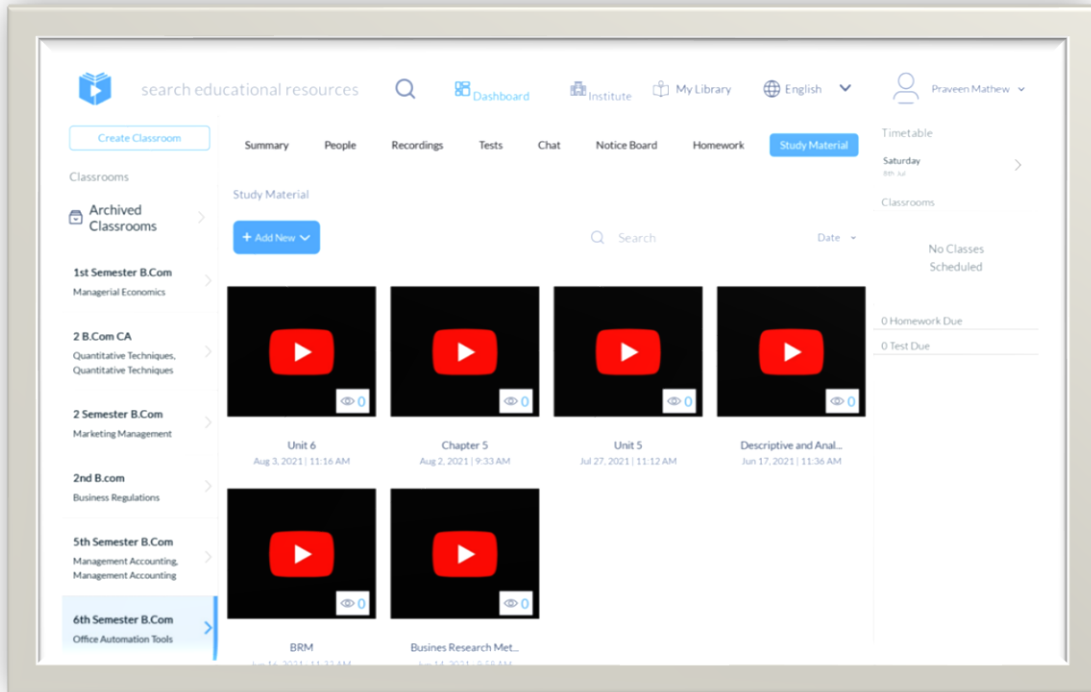 search educational resources
Dashboard
Institute
My Library
English
Praveen Mathew
Create Classroom
Classrooms
Archived
Classrooms
1st Semester B.Com
Managerial Economics
2 B.Com CA
Quantitative Techniques,
Quantitative Techniques
2 Semester B.Com
Marketing Management
2nd B.com
Business Regulations
5th Semester B.Com
Management Accounting,
Management Accounting
6th Semester B.Com
Office Automation Tools
Summary
People
Recordings
Tests
Chat
Notice Board
Homework
Study Material
Study Material
+ Add New
Search
Date
0
0
0
0
Unit 6
Chapter 5
Unit 5
Descriptive and Anal...
Aug 3, 2021 | 11:16 AM
Aug 2, 2021 | 9:33 AM
Jul 27, 2021 | 11:12 AM
Jun 17, 2021 | 11:36 AM
0
0
BRM
Busines Research Met...
Timetable
Saturday
8th Jul
Classrooms
No Classes
Scheduled
0 Homework Due
0 Test Due